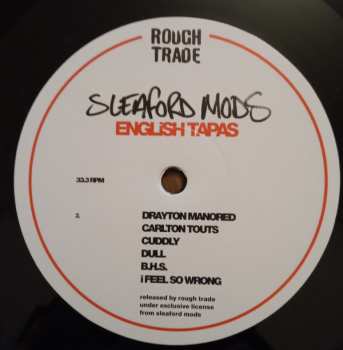 ROUGH
TRADE
SLEAFORD MODS
ENGLiSH TAPAS
33.3 RPM
2.
DRAYTON MANORED
CARLTON TOUTS
CUDDLY
DULL
B.H.S.
i FEEL SO WRONG
released by rough trade
under exclusive license
from sleaford mods